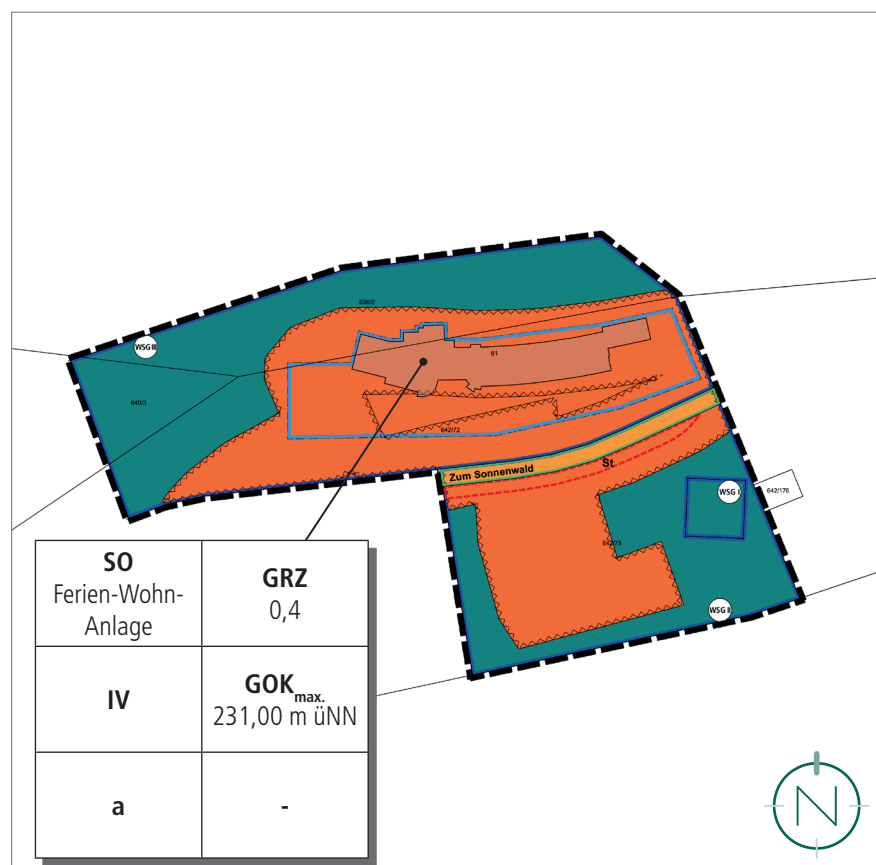 636/2
WSG III
61
640/3
642/72
Zum Sonnenwald
St
WSG I
642/176
642/73
WSG II
SO
Ferien-Wohn-
Anlage
GRZ
0,4
IV
GOKmax.
231,00 m üNN
a
-
N